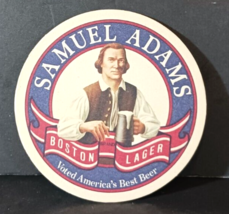 SAMUEL ADAMS
BOSTON LAGER
Voted America's Best Beer